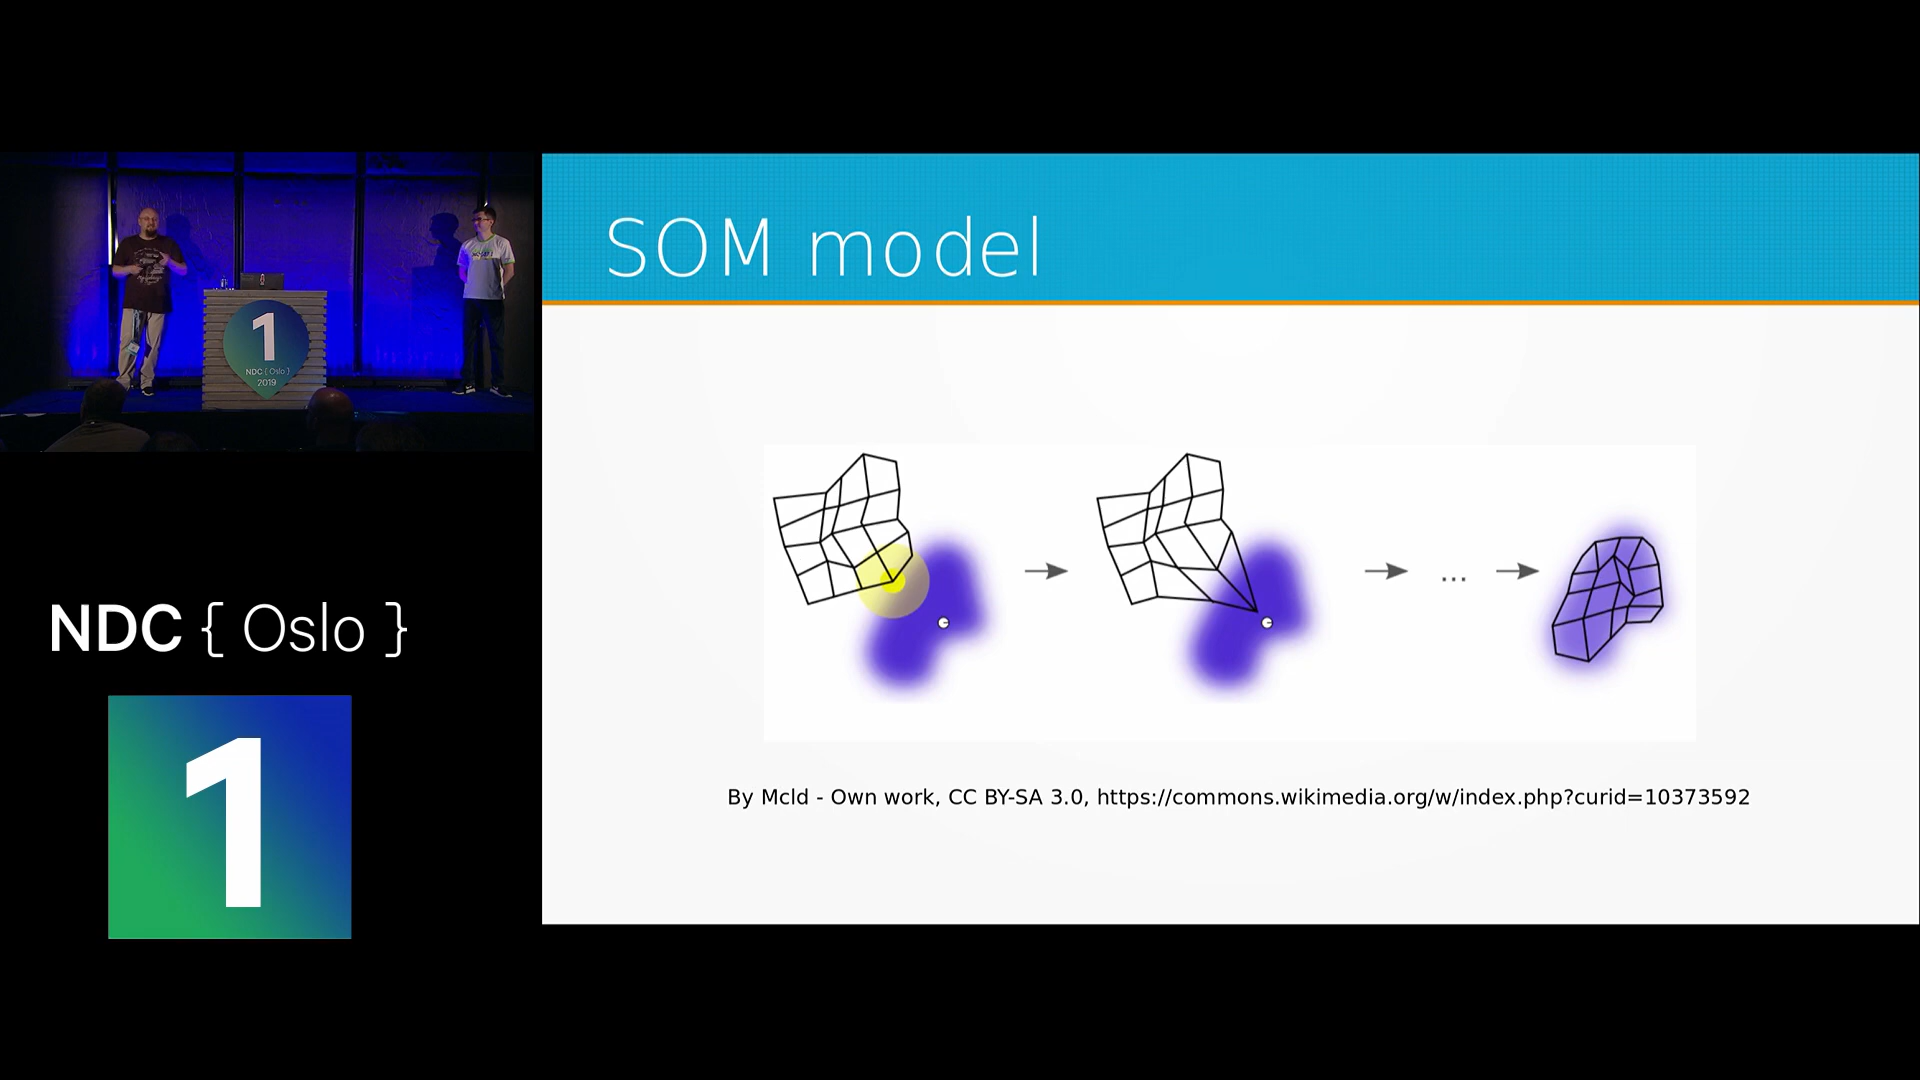 SOM model
...
By Mcld - Own work, CC BY-SA 3.0, https://commons.wikimedia.org/w/index.php?curid=10373592
1
NDC { Oslo }
2019
NDC { Oslo }
1